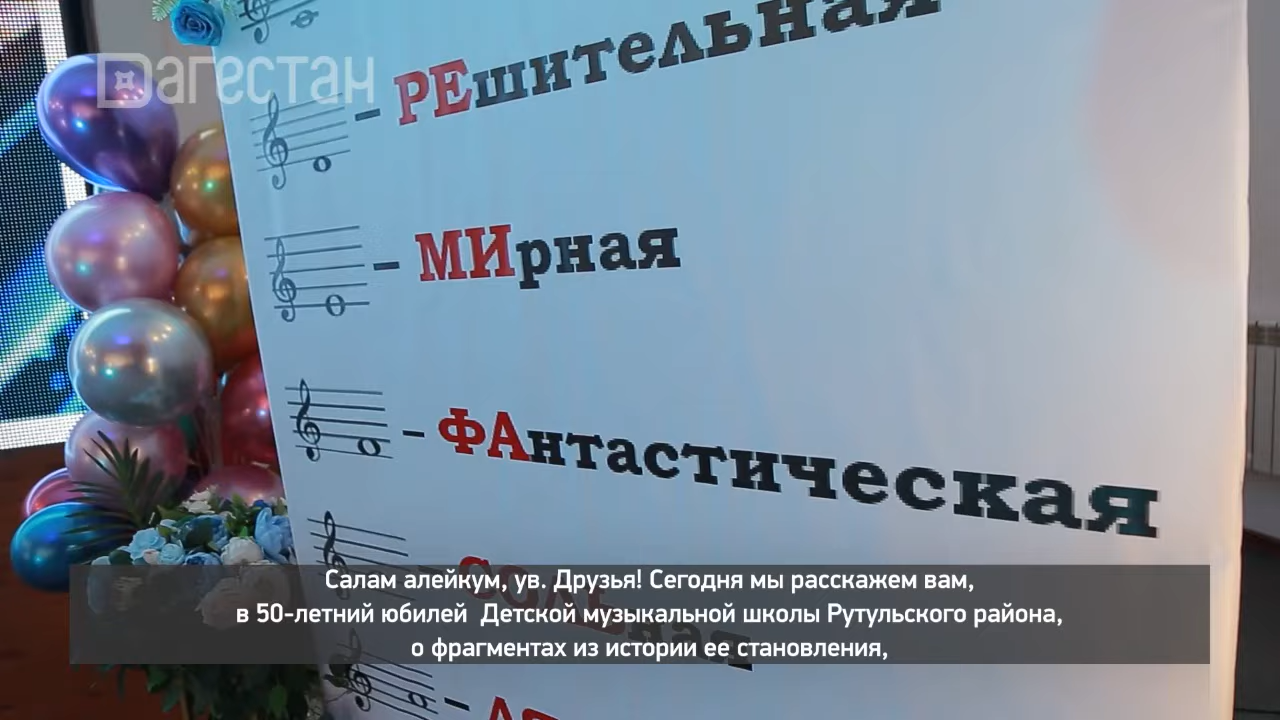 Дагестан
– РЕшительная
– МИрная
– ФАнтастическая
– СОЛЬная
Салам алейкум, ув. Друзья! Сегодня мы расскажем вам,
в 50-летний юбилей Детской музыкальной школы Рутульского района,
о фрагментах из истории ее становления,